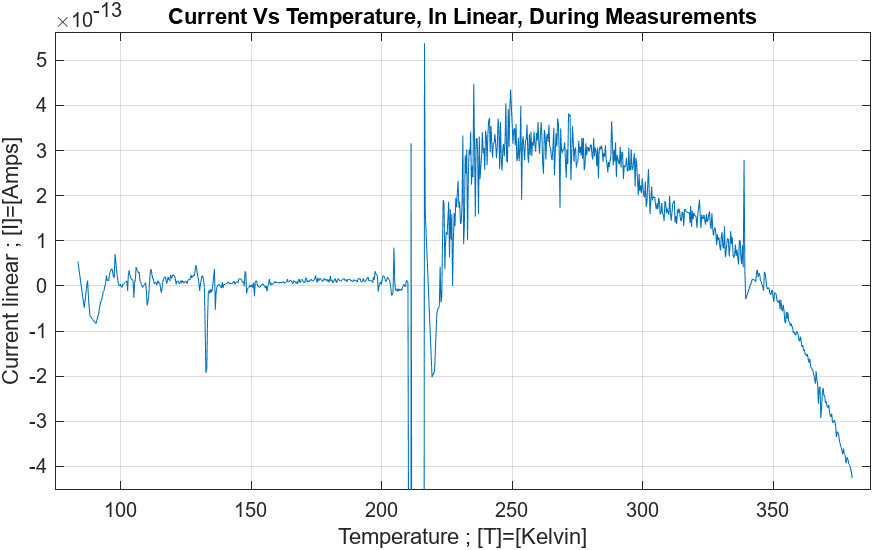 Current Vs Temperature, In Linear, During Measurements
×10-13
5
4
3
2
1
0
-1
-2
-3
-4
Current linear ; [I]=[Amps]
100 150 200 250 300 350
Temperature ; [T]=[Kelvin]